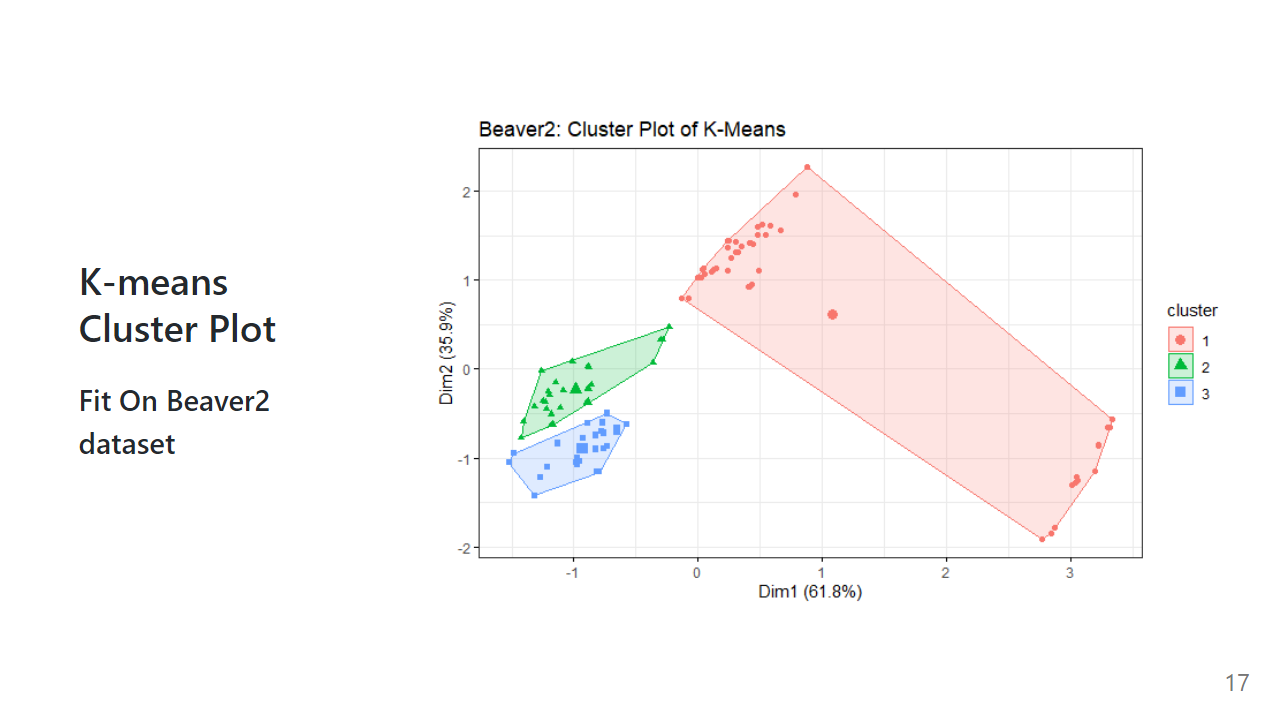 K-means
Cluster Plot
Fit On Beaver2
dataset
Beaver2: Cluster Plot of K-Means
2
1
0
-1
-2
Dim2 (35.9%)
-1
0
1
2
3
Dim1 (61.8%)
cluster
1
2
3
17